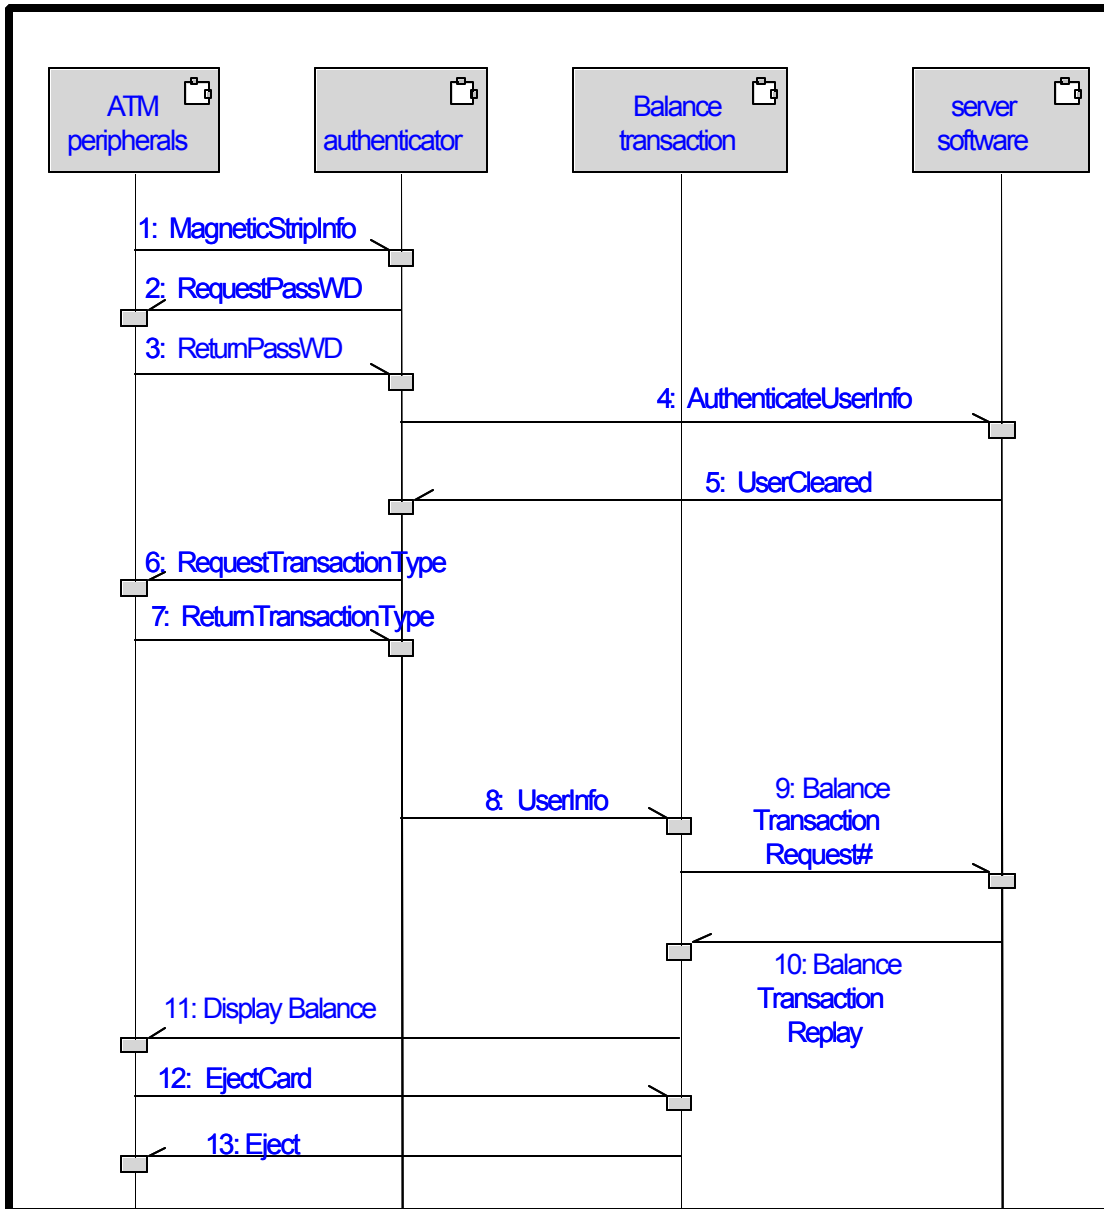 ATM
peripherals
authenticator
Balance
transaction
server
software
1: MagneticStripInfo
2: RequestPassWD
3: ReturnPassWD
4: AuthenticateUserInfo
5: UserCleared
6: RequestTransactionType
7: ReturnTransactionType
8: UserInfo
9: Balance
Transaction
Request#
10: Balance
Transaction
Replay
11: Display Balance
12: EjectCard
13: Eject